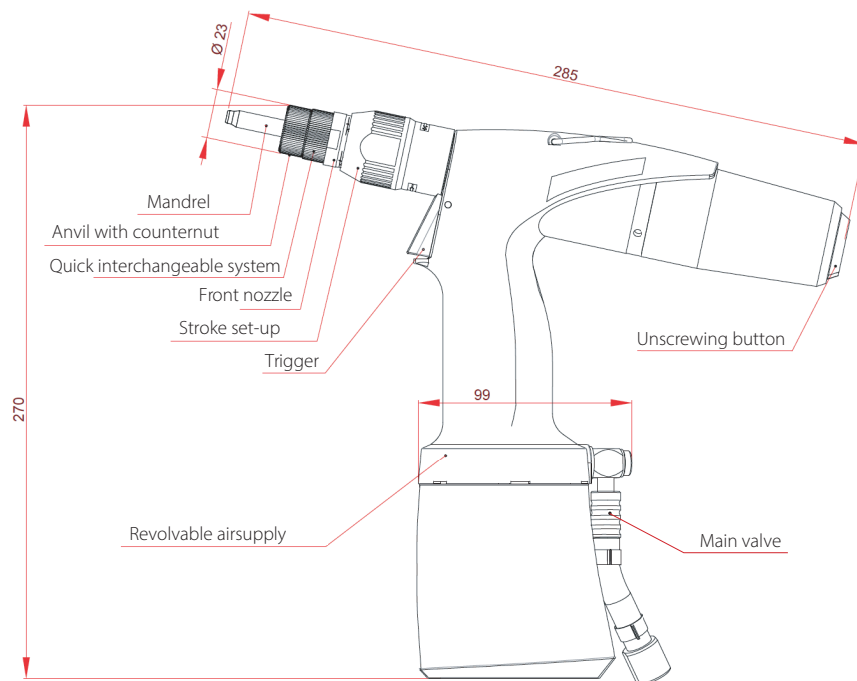 Ø 23
285
Mandrel
Anvil with counternut
Quick interchangeable system
Front nozzle
Stroke set-up
Trigger
Unscrewing button
99
270
Revolvable airsupply
Main valve